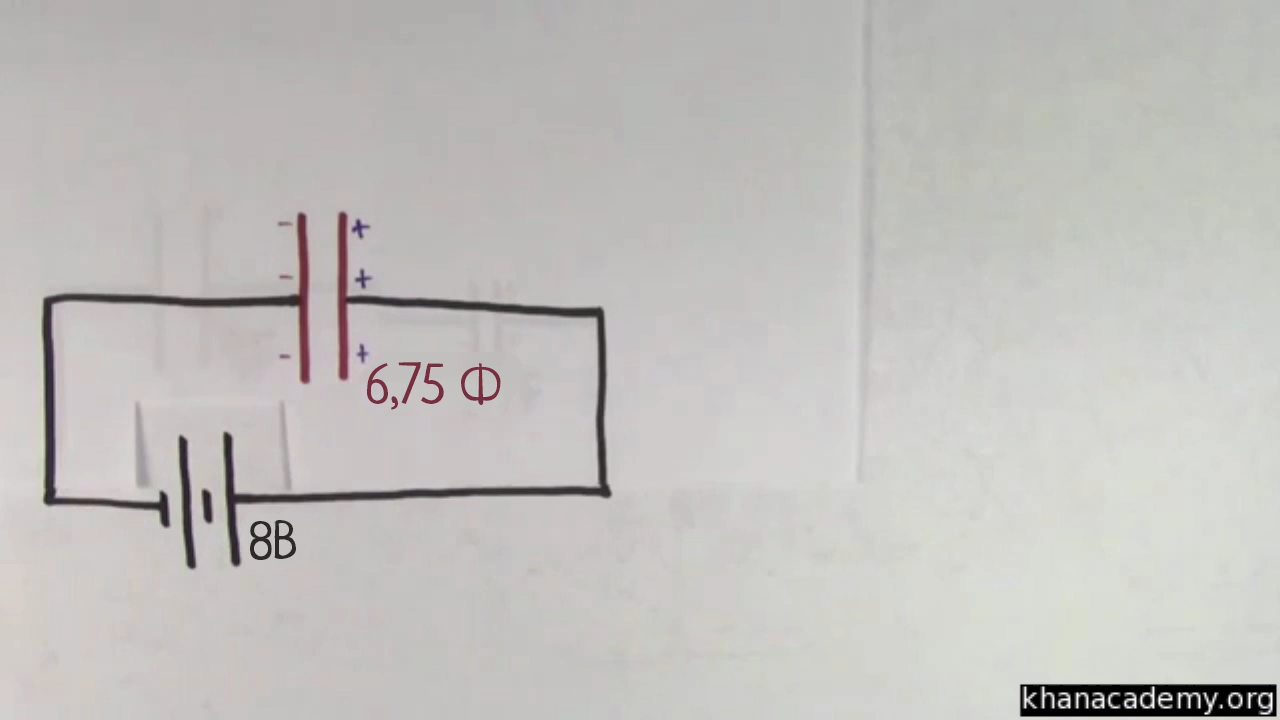 - +
- +
- +
6,75 Ф
8В
khanacademy.org